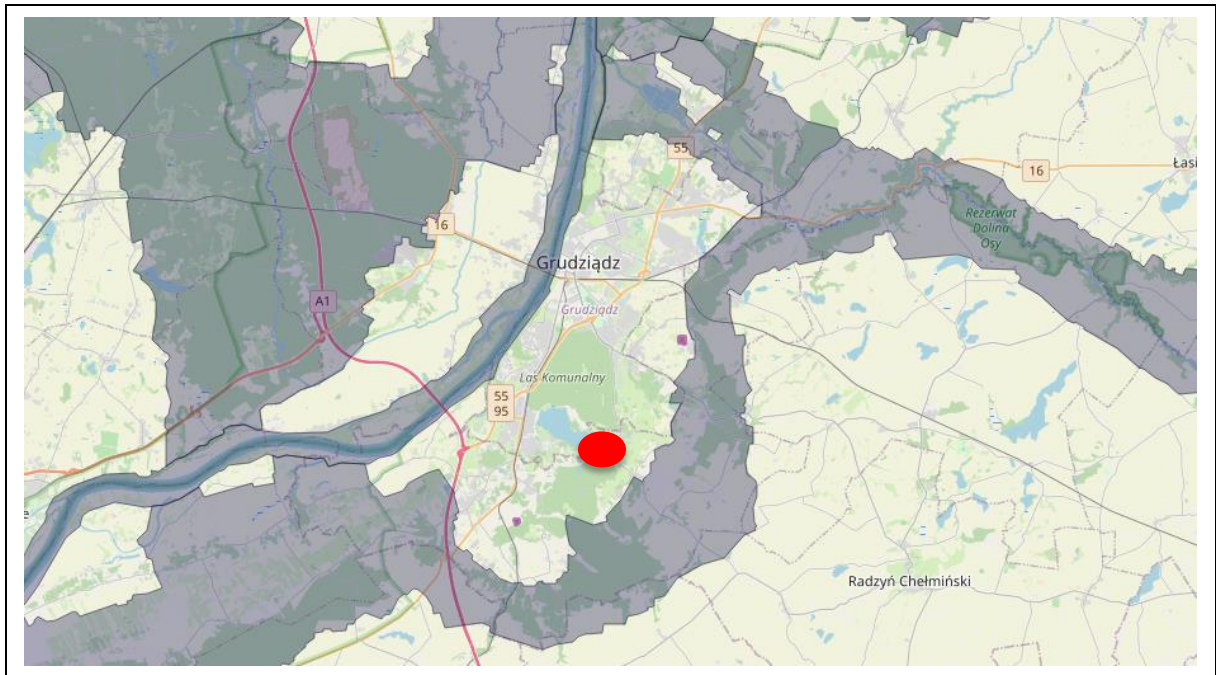 55
16
Łasi
Rezerwat
Dolina
Osy
16
Grudziądz
A1
Grudziądz
Las Komunalny
55
95
e
Radzyń Chełmiński